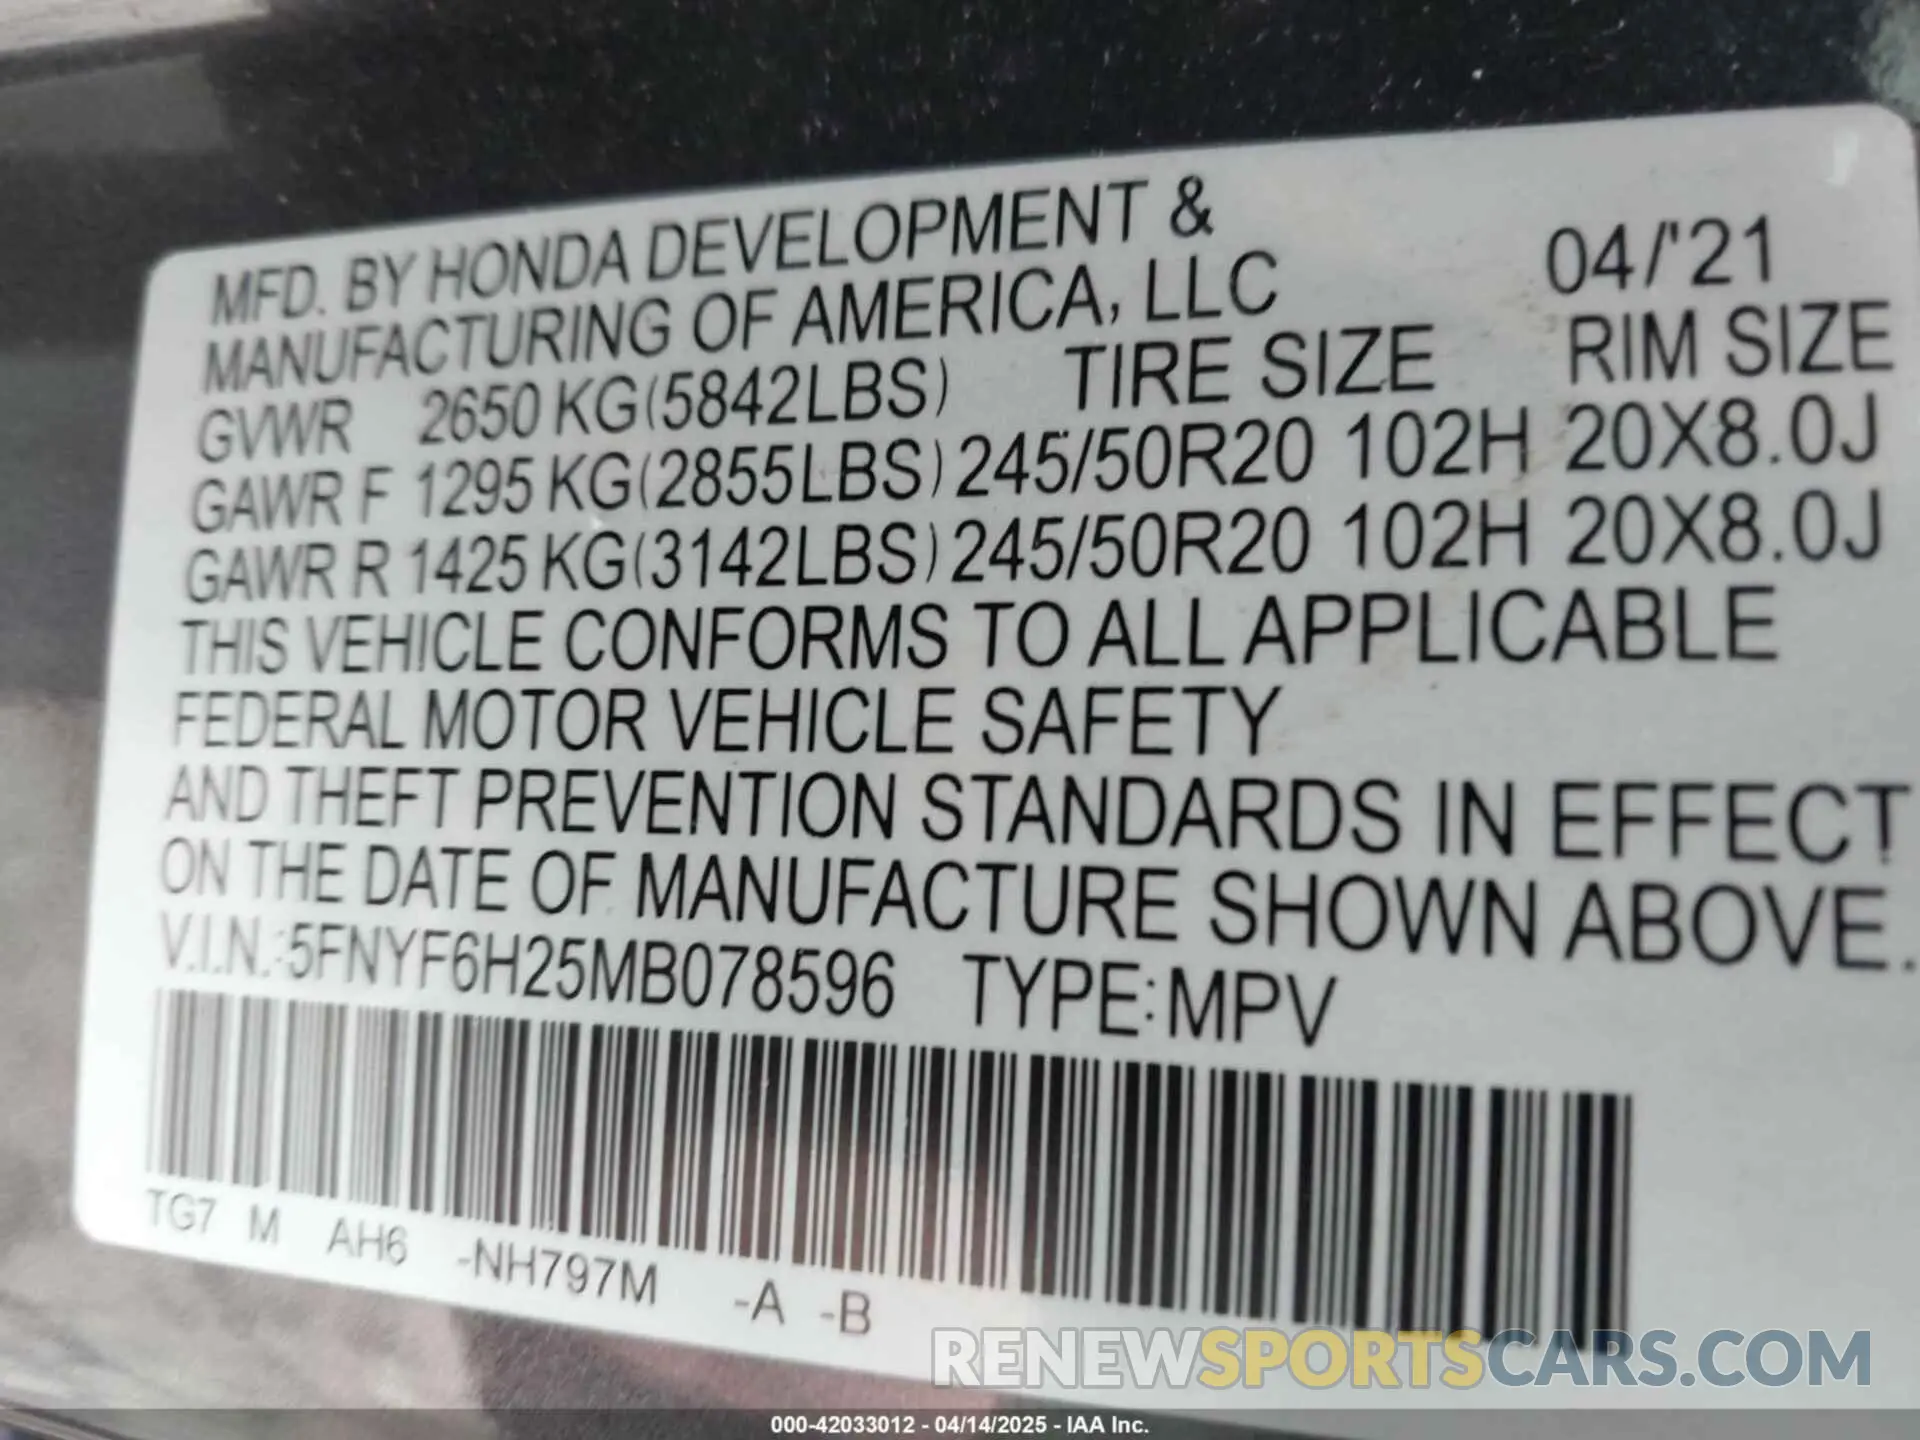 MFD. BY HONDA DEVELOPMENT &
MANUFACTURING OF AMERICA, LLC 04/'21
GVWR 2650 KG(5842LBS) TIRE SIZE RIM SIZE
GAWR F 1295 KG(2855LBS) 245/50R20 102H 20X8.0J
GAWR R 1425 KG(3142LBS) 245/50R20 102H 20X8.0J
THIS VEHICLE CONFORMS TO ALL APPLICABLE
FEDERAL MOTOR VEHICLE SAFETY
AND THEFT PREVENTION STANDARDS IN EFFECT
ON THE DATE OF MANUFACTURE SHOWN ABOVE.
V.I.N.:5FNYF6H25MB078596 TYPE:MPV
TG7 M AH6 -NH797M -A -B
RENEWSPORTSCARS.COM
000-42033012 - 04/14/2025 - IAA Inc.